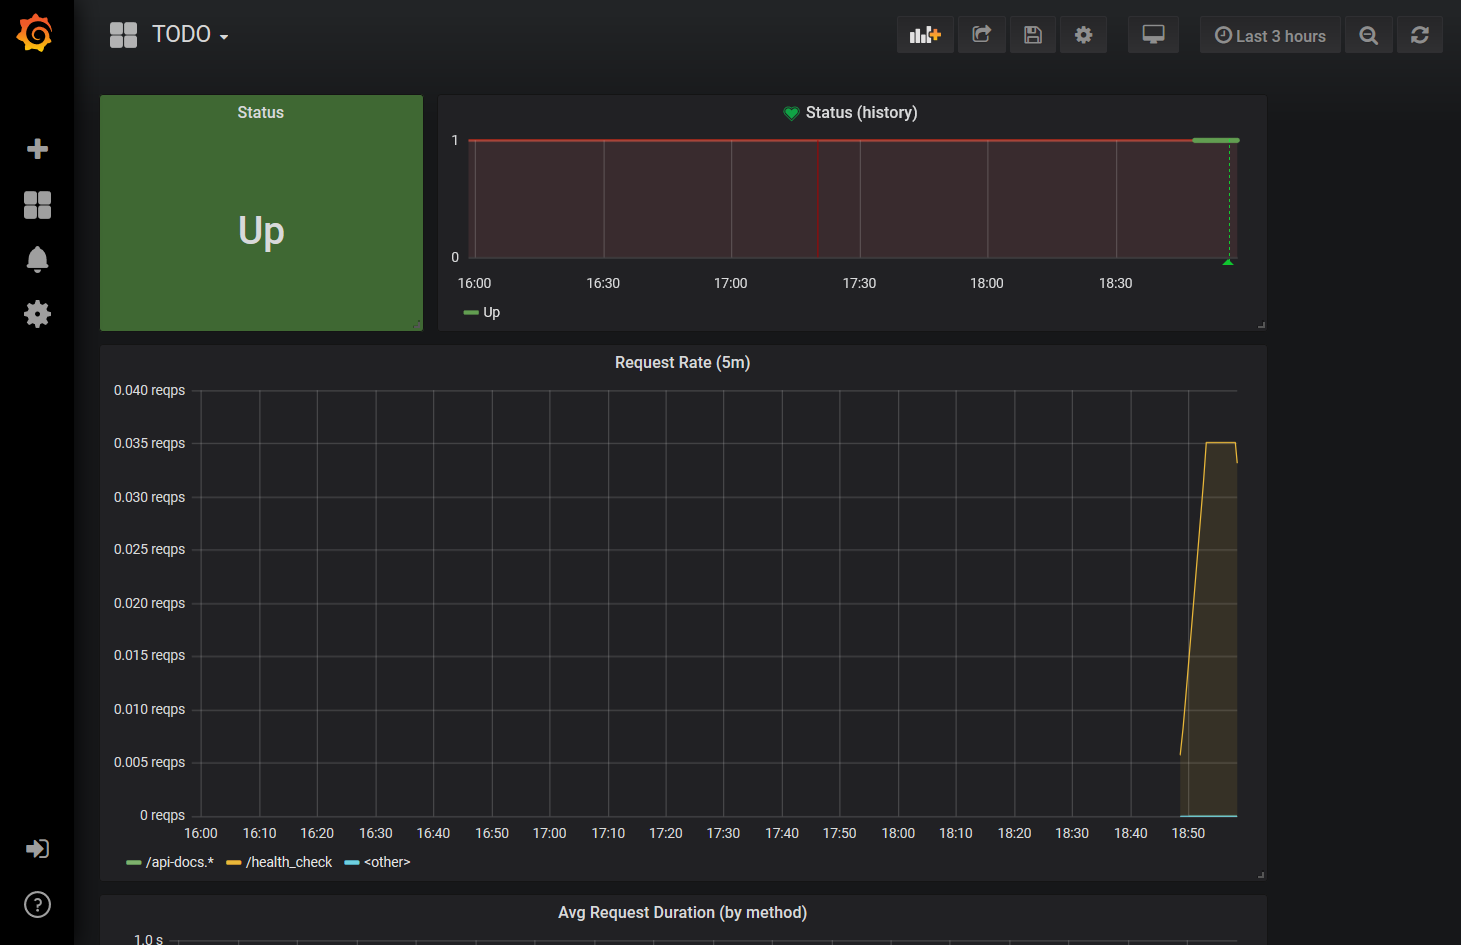 TODO
Last 3 hours
Status
Up
Status (history)
1
0
16:00 16:30 17:00 17:30 18:00 18:30
Up
Request Rate (5m)
0.040 reqps
0.035 reqps
0.030 reqps
0.025 reqps
0.020 reqps
0.015 reqps
0.010 reqps
0.005 reqps
0 reqps
16:00 16:10 16:20 16:30 16:40 16:50 17:00 17:10 17:20 17:30 17:40 17:50 18:00 18:10 18:20 18:30 18:40 18:50
/api-docs.* /health_check <other>
?
Avg Request Duration (by method)
1.0 s